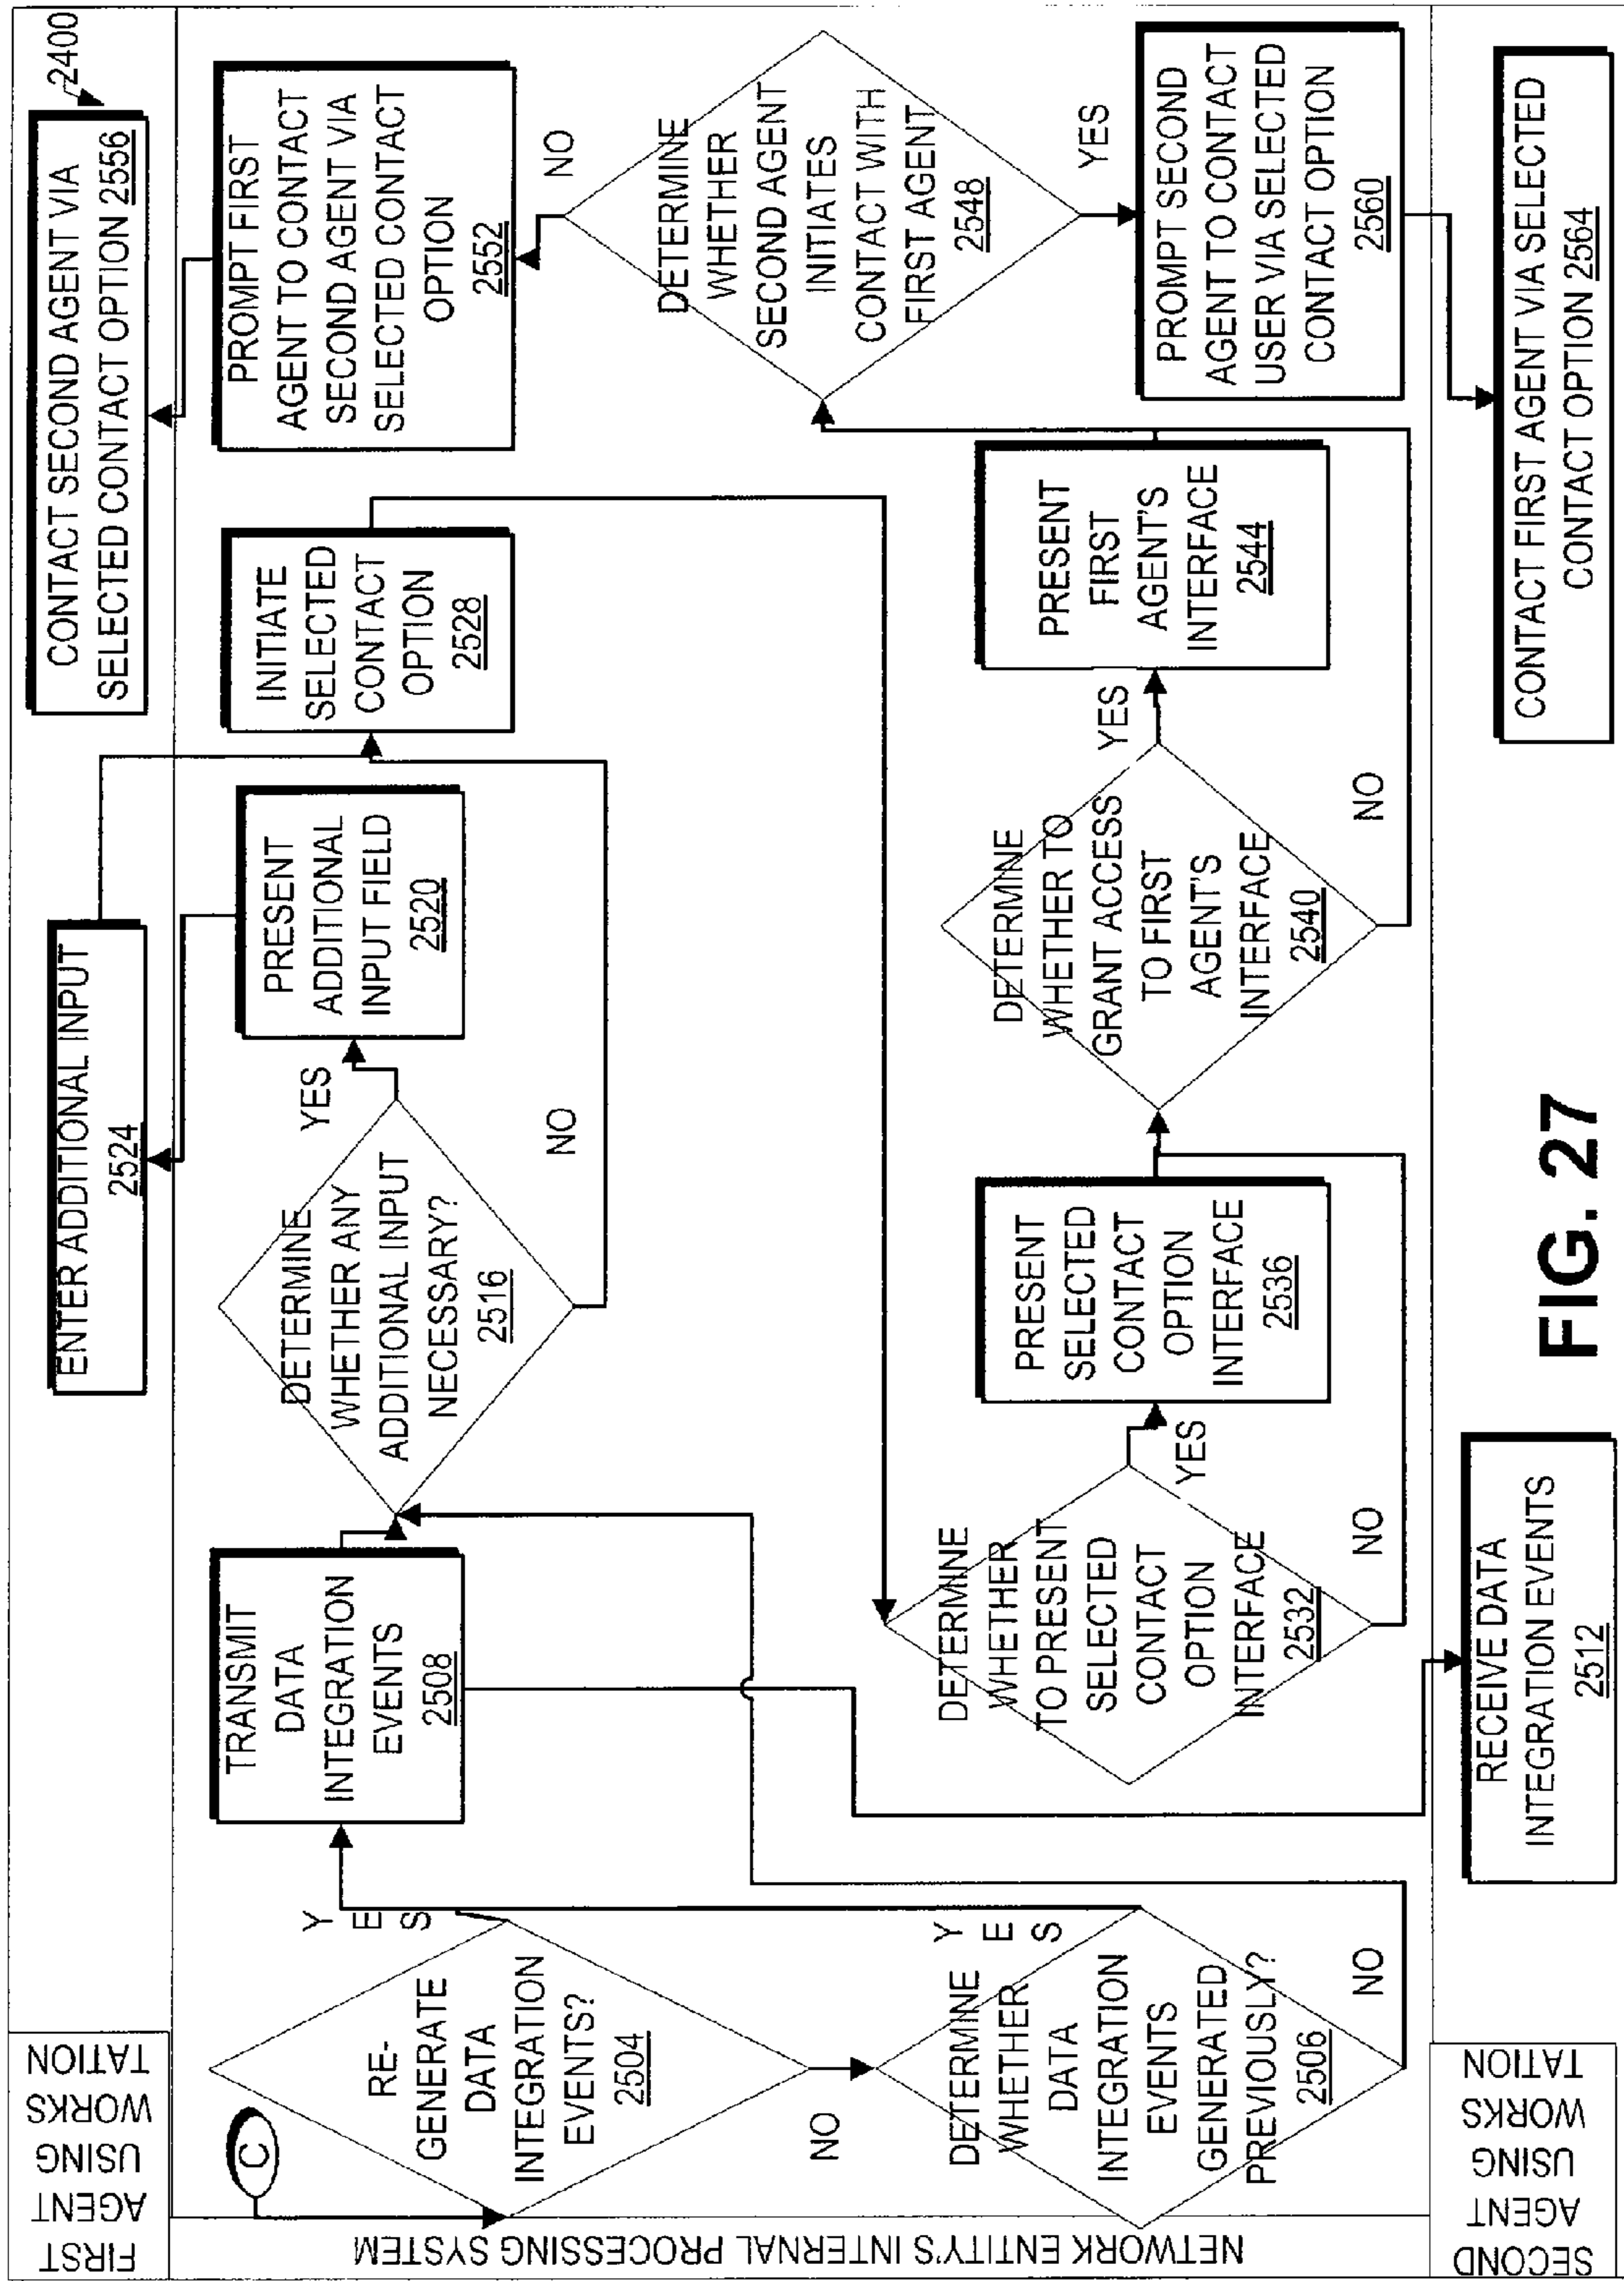 2400
FIRST
AGENT
USING
WORKS
TATION
CONTACT SECOND AGENT VIA
SELECTED CONTACT OPTION 2556
ENTER ADDITIONAL INPUT
2524
NETWORK ENTITY'S INTERNAL PROCESSING SYSTEM
C
RE-
GENERATE
DATA
INTEGRATION
EVENTS?
2504
YES
NO
DETERMINE
WHETHER
DATA
INTEGRATION
EVENTS
GENERATED
PREVIOUSLY?
2506
YES
NO
TRANSMIT
DATA
INTEGRATION
EVENTS
2508
DETERMINE
WHETHER ANY
ADDITIONAL INPUT
NECESSARY?
2516
YES
NO
PRESENT
ADDITIONAL
INPUT FIELD
2520
INITIATE
SELECTED
CONTACT
OPTION
2528
DETERMINE
WHETHER
TO PRESENT
SELECTED
CONTACT
OPTION
INTERFACE
2532
YES
NO
PRESENT
SELECTED
CONTACT
OPTION
INTERFACE
2536
DETERMINE
WHETHER TO
GRANT ACCESS
TO FIRST
AGENT'S
INTERFACE
2540
YES
NO
PRESENT
FIRST
AGENT'S
INTERFACE
2544
DETERMINE
WHETHER
SECOND AGENT
INITIATES
CONTACT WITH
FIRST AGENT
2548
NO
YES
PROMPT FIRST
AGENT TO CONTACT
SECOND AGENT VIA
SELECTED CONTACT
OPTION
2552
PROMPT SECOND
AGENT TO CONTACT
USER VIA SELECTED
CONTACT OPTION
2560
SECOND
AGENT
USING
WORKS
TATION
RECEIVE DATA
INTEGRATION EVENTS
2512
CONTACT FIRST AGENT VIA SELECTED
CONTACT OPTION 2564
FIG. 27